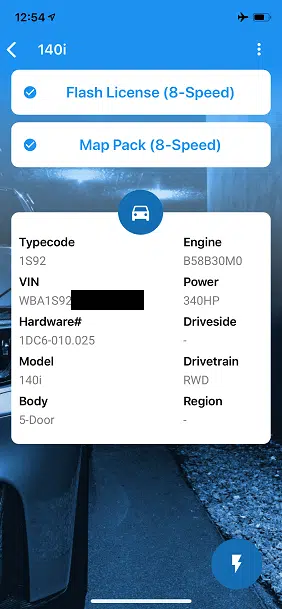 12:54
140i
Flash License (8-Speed)
Map Pack (8-Speed)
Typecode
Engine
1S92
B58B30M0
VIN
Power
WBA1S92
340HP
Hardware#
Driveside
1DC6-010.025
-
Model
Drivetrain
140i
RWD
Body
Region
5-Door
-